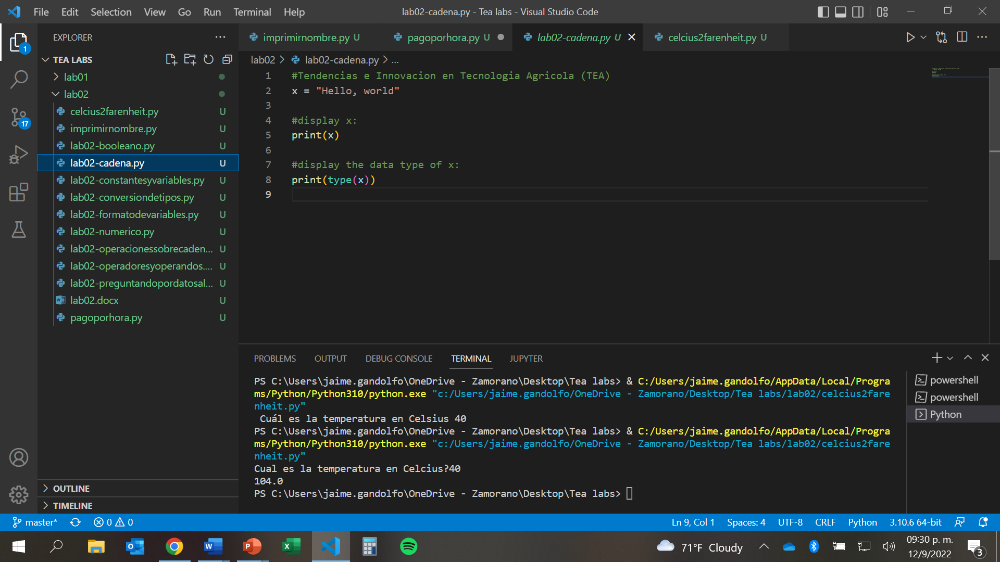 File Edit Selection View Go Run Terminal Help
lab02-cadena.py - Tea labs - Visual Studio Code
1
EXPLORER
imprimirnombre.py U
pagoporhora.py U
lab02-cadena.py U
celcius2farenheit.py U
TEA LABS
lab02 > lab02-cadena.py > ...
lab01
lab02
celcius2farenheit.py U
imprimirnombre.py U
17
lab02-booleano.py U
lab02-cadena.py U
lab02-constantesyvariables.py U
lab02-conversiondetipos.py U
lab02-formatodevariables.py U
lab02-numerico.py U
lab02-operacionessobrecaden... U
lab02-operadoresyoperandos.... U
lab02-preguntandopordatosal... U
lab02.docx U
pagoporhora.py U
OUTLINE
TIMELINE
1 #Tendencias e Innovacion en Tecnologia Agricola (TEA)
2 x = "Hello, world"
3
4 #display x:
5 print(x)
6
7 #display the data type of x:
8 print(type(x))
9
PROBLEMS OUTPUT DEBUG CONSOLE TERMINAL JUPYTER
PS C:\Users\jaime.gandolfo\OneDrive - Zamorano\Desktop\Tea labs> & C:/Users/jaime.gandolfo/AppData/Local/Progra
ms/Python/Python310/python.exe "c:/Users/jaime.gandolfo/OneDrive - Zamorano/Desktop/Tea labs/lab02/celcius2fare
nheit.py"
Cuál es la temperatura en Celsius 40
PS C:\Users\jaime.gandolfo\OneDrive - Zamorano\Desktop\Tea labs> & C:/Users/jaime.gandolfo/AppData/Local/Progra
ms/Python/Python310/python.exe "c:/Users/jaime.gandolfo/OneDrive - Zamorano/Desktop/Tea labs/lab02/celcius2fare
nheit.py"
Cual es la temperatura en Celcius?40
104.0
PS C:\Users\jaime.gandolfo\OneDrive - Zamorano\Desktop\Tea labs>
powershell
powershell
Python
master* 0 0
Ln 9, Col 1 Spaces: 4 UTF-8 CRLF Python 3.10.6 64-bit
71°F Cloudy
09:30 p. m.
12/9/2022
3